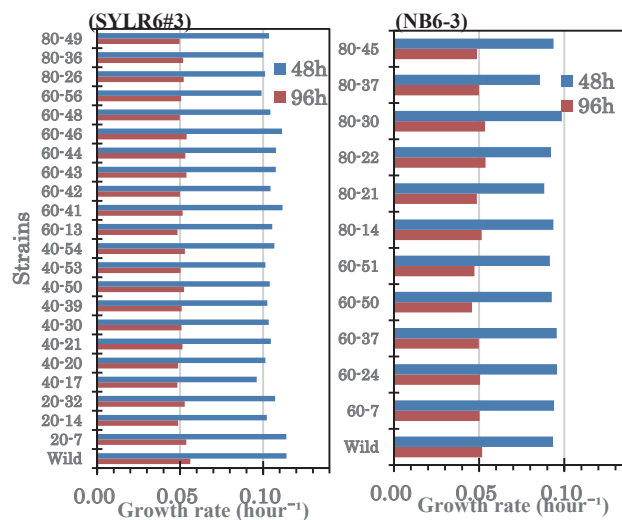 (SYLR6#3)
80-49
80-36
80-26
60-56
60-48
60-46
60-44
60-43
60-42
60-41
60-13
40-54
40-53
40-50
40-39
40-30
40-21
40-20
40-17
20-32
20-14
20-7
Wild
Strains
48h
96h
0.00 0.05 0.10
Growth rate (hour⁻¹)
(NB6-3)
80-45
80-37
80-30
80-22
80-21
80-14
60-51
60-50
60-37
60-24
60-7
Wild
48h
96h
0.00 0.05 0.10
Growth rate (hour⁻¹)